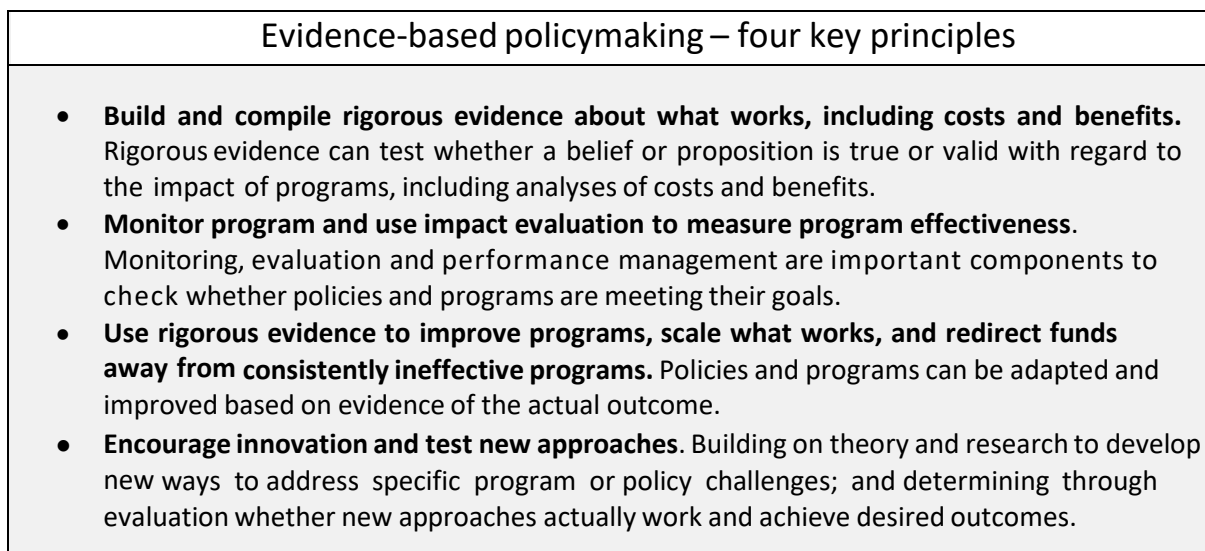 Evidence-based policymaking – four key principles
• Build and compile rigorous evidence about what works, including costs and benefits.
Rigorous evidence can test whether a belief or proposition is true or valid with regard to
the impact of programs, including analyses of costs and benefits.
• Monitor program and use impact evaluation to measure program effectiveness.
Monitoring, evaluation and performance management are important components to
check whether policies and programs are meeting their goals.
• Use rigorous evidence to improve programs, scale what works, and redirect funds
away from consistently ineffective programs. Policies and programs can be adapted and
improved based on evidence of the actual outcome.
• Encourage innovation and test new approaches. Building on theory and research to develop
new ways to address specific program or policy challenges; and determining through
evaluation whether new approaches actually work and achieve desired outcomes.